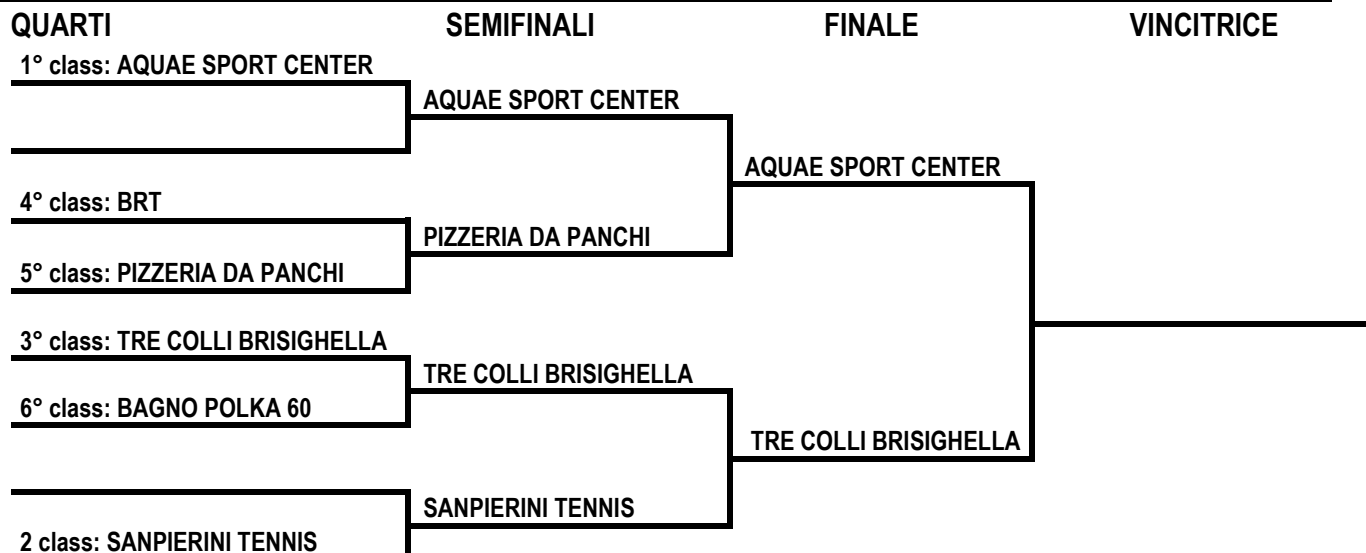 QUARTI SEMIFINALI FINALE VINCITRICE
1° class: AQUAE SPORT CENTER
AQUAE SPORT CENTER
AQUAE SPORT CENTER
4° class: BRT
PIZZERIA DA PANCHI
5° class: PIZZERIA DA PANCHI
3° class: TRE COLLI BRISIGHELLA
TRE COLLI BRISIGHELLA
6° class: BAGNO POLKA 60
TRE COLLI BRISIGHELLA
SANPIERINI TENNIS
2 class: SANPIERINI TENNIS